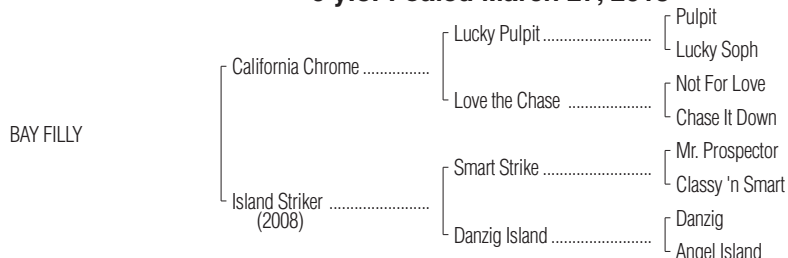 Pulpit
Lucky Pulpit
Lucky Soph
California Chrome
Not For Love
Love the Chase
Chase It Down
BAY FILLY
Mr. Prospector
Smart Strike
Classy 'n Smart
Island Striker
(2008)
Danzig
Danzig Island
Angel Island